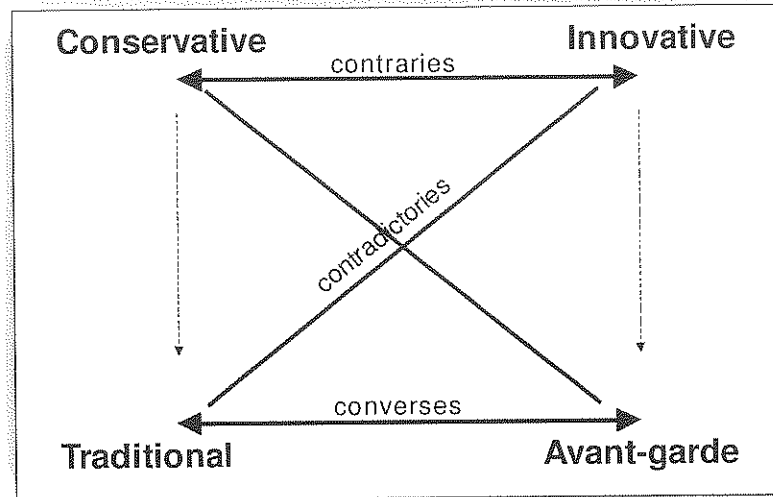 Conservative Innovative
contraries
contradictories
converses
Traditional Avant-garde